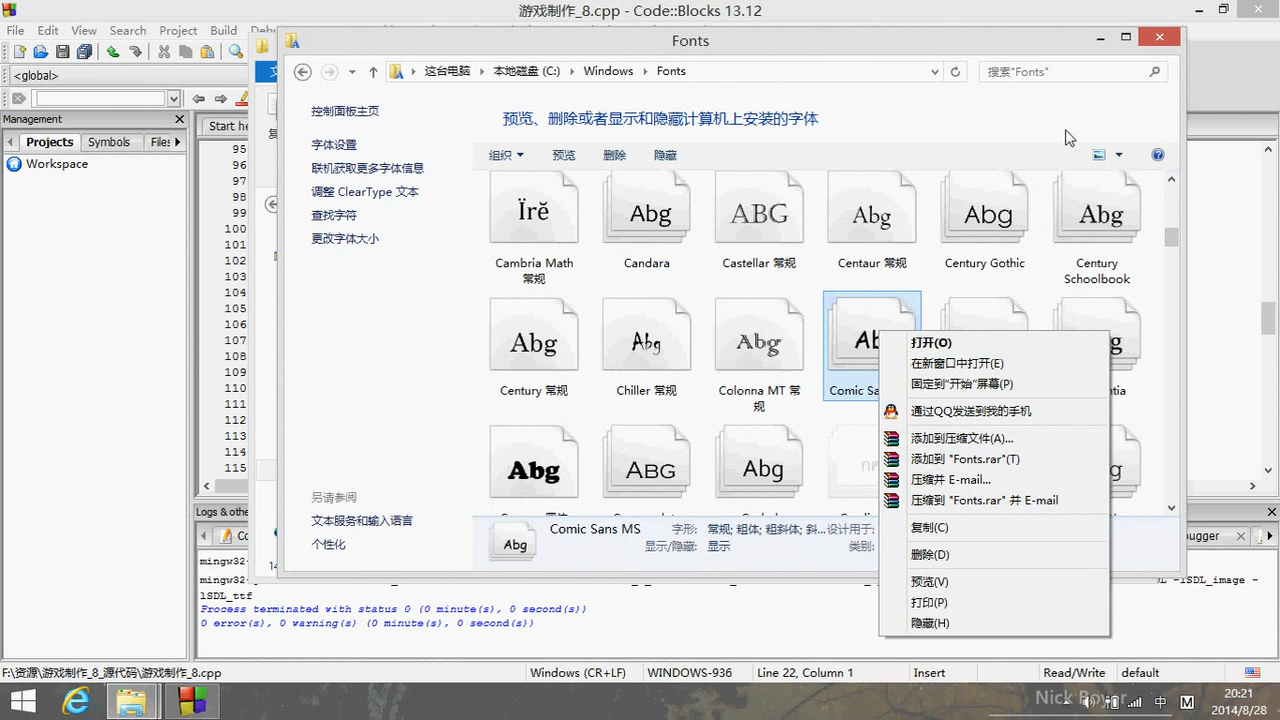 游戏制作_8.cpp - Code::Blocks 13.12
File Edit View Search Project Build Debu
Fonts
<global>
这台电脑 本地磁盘 (C:) Windows Fonts
搜索"Fonts"
Management
Projects Symbols Files
Workspace
Start he
95
96
97
98
99
100
101
102
103
104
105
106
107
108
109
110
111
112
113
114
115
控制面板主页
字体设置
联机获取更多字体信息
调整 ClearType 文本
查找字符
更改字体大小
另请参阅
文本服务和输入语言
个性化
预览、删除或者显示和隐藏计算机上安装的字体
组织 预览 删除 隐藏
Ïrĕ Abg ABG Abg Abg Abg
Cambria Math 常规
Candara
Castellar 常规
Centaur 常规
Century Gothic
Century Schoolbook
Abg Abg Abg
Century 常规
Chiller 常规
Colonna MT 常规
Comic Sa
Abg ABG Abg
Abg
Comic Sans MS
字形: 常规; 粗体; 粗斜体; 斜...
显示/隐藏: 显示
设计用于:
类别:
打开(O)
在新窗口中打开(E)
固定到"开始"屏幕(P)
通过QQ发送到我的手机
添加到压缩文件(A)...
添加到 "Fonts.rar"(T)
压缩并 E-mail...
压缩到 "Fonts.rar" 并 E-mail
复制(C)
删除(D)
预览(V)
打印(P)
隐藏(H)
Logs & othe
mingw32-
mingw32-
-lSDL_image -
lSDL_ttf
Process terminated with status 0 (0 minute(s), 0 second(s))
0 error(s), 0 warning(s) (0 minute(s), 0 second(s))
F:\资源\游戏制作_8_源代码\游戏制作_8.cpp Windows (CR+LF) WINDOWS-936 Line 22, Column 1 Insert Read/Write default
中 M
20:21
2014/8/28